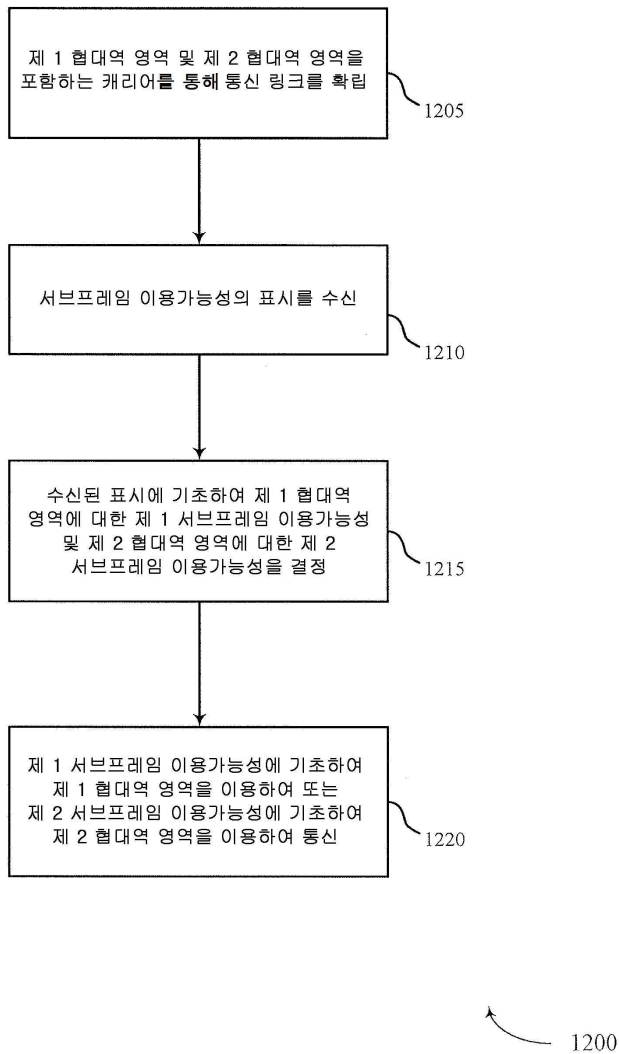 제 1 협대역 영역 및 제 2 협대역 영역을
포함하는 캐리어를 통해 통신 링크를 확립
1205
서브프레임 이용가능성의 표시를 수신
1210
수신된 표시에 기초하여 제 1 협대역
영역에 대한 제 1 서브프레임 이용가능성
및 제 2 협대역 영역에 대한 제 2
서브프레임 이용가능성을 결정
1215
제 1 서브프레임 이용가능성에 기초하여
제 1 협대역 영역을 이용하여 또는
제 2 서브프레임 이용가능성에 기초하여
제 2 협대역 영역을 이용하여 통신
1220
1200